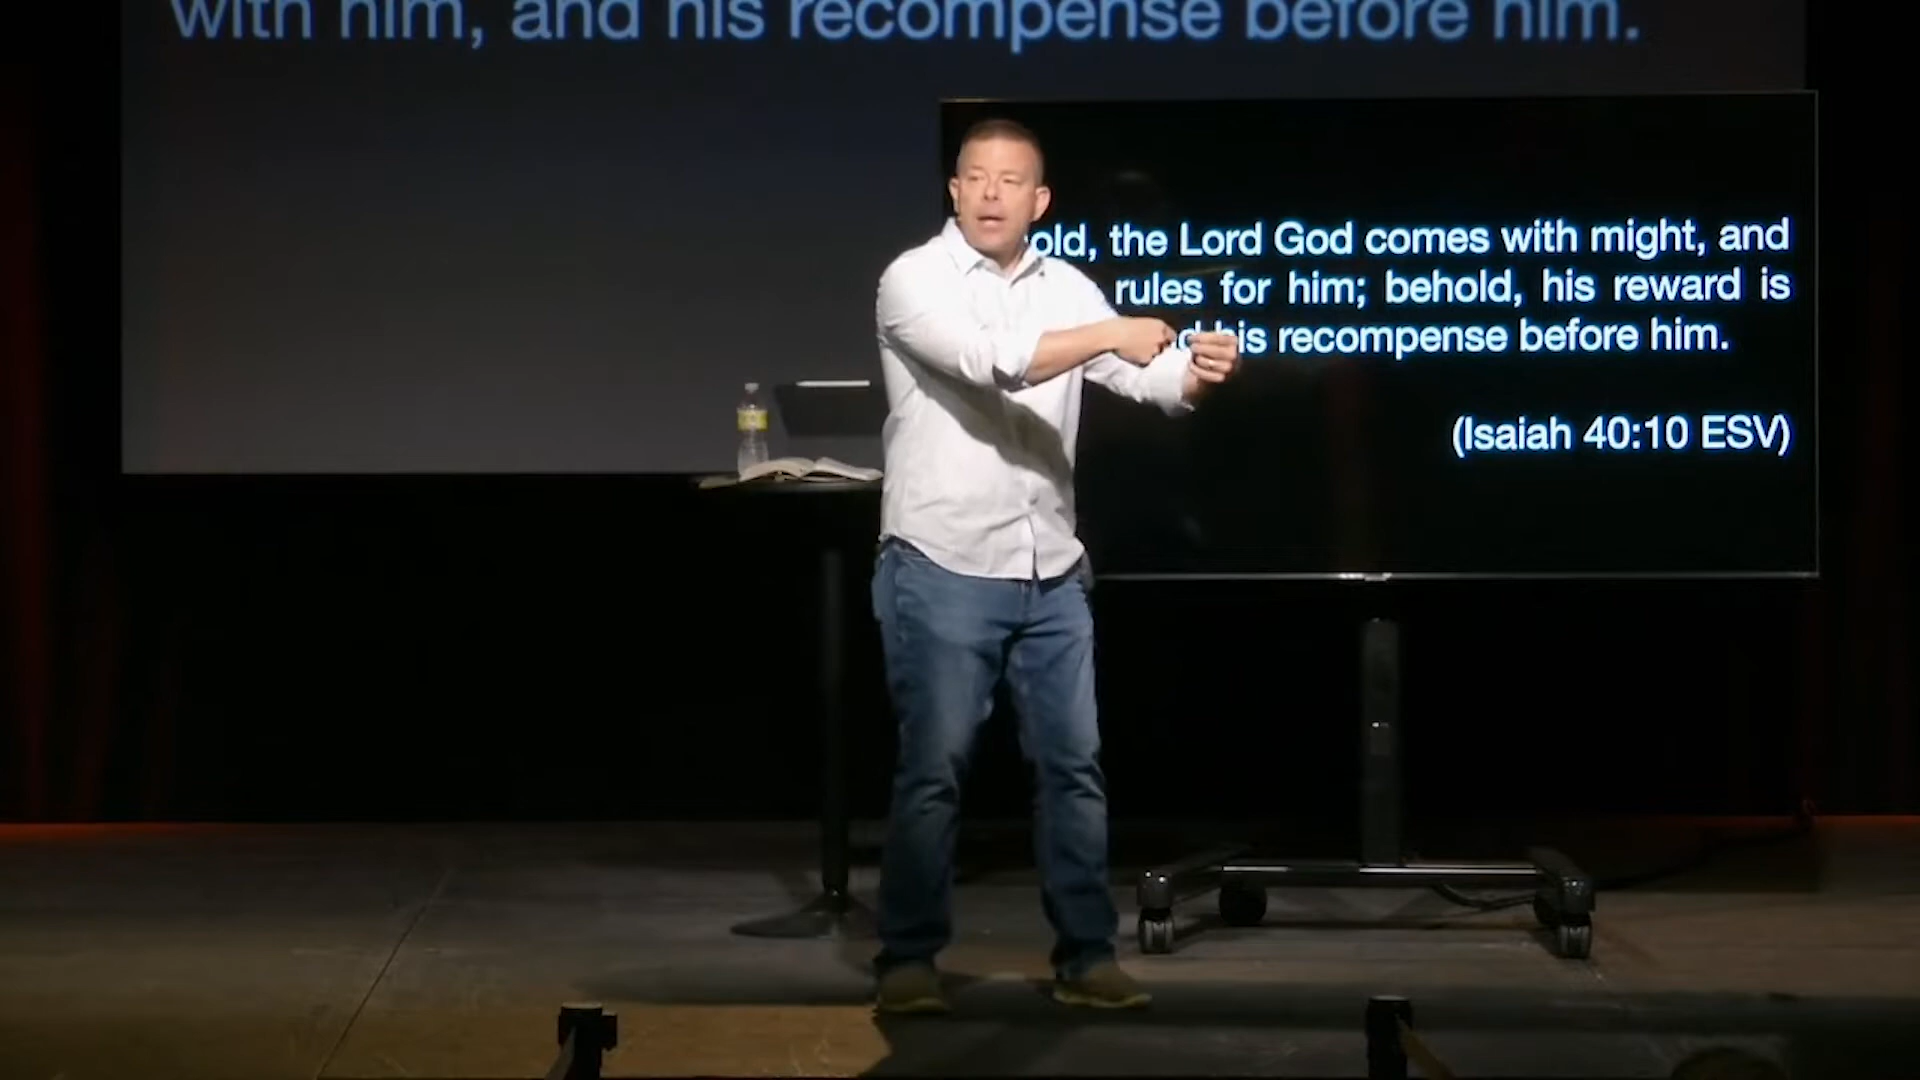 with him, and his recompense before him.
old, the Lord God comes with might, and
rules for him; behold, his reward is
his recompense before him.
(Isaiah 40:10 ESV)